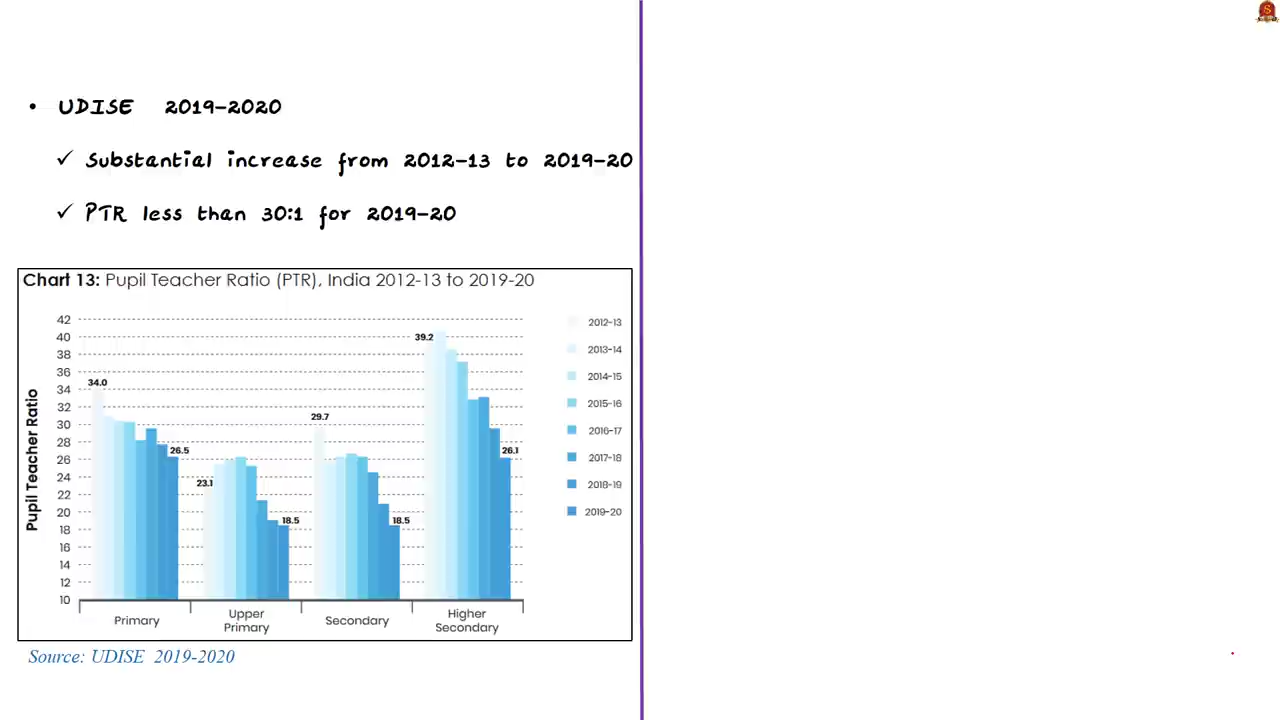 • UDISE 2019-2020
✓ Substantial increase from 2012-13 to 2019-20
✓ PTR less than 30:1 for 2019-20
Chart 13: Pupil Teacher Ratio (PTR), India 2012-13 to 2019-20
Pupil Teacher Ratio
42
40
38
36
34
32
30
28
26
24
22
20
18
16
14
12
10
34.0
26.5
23.1
18.5
29.7
18.5
39.2
26.1
Primary
Upper
Primary
Secondary
Higher
Secondary
2012-13
2013-14
2014-15
2015-16
2016-17
2017-18
2018-19
2019-20
Source: UDISE 2019-2020